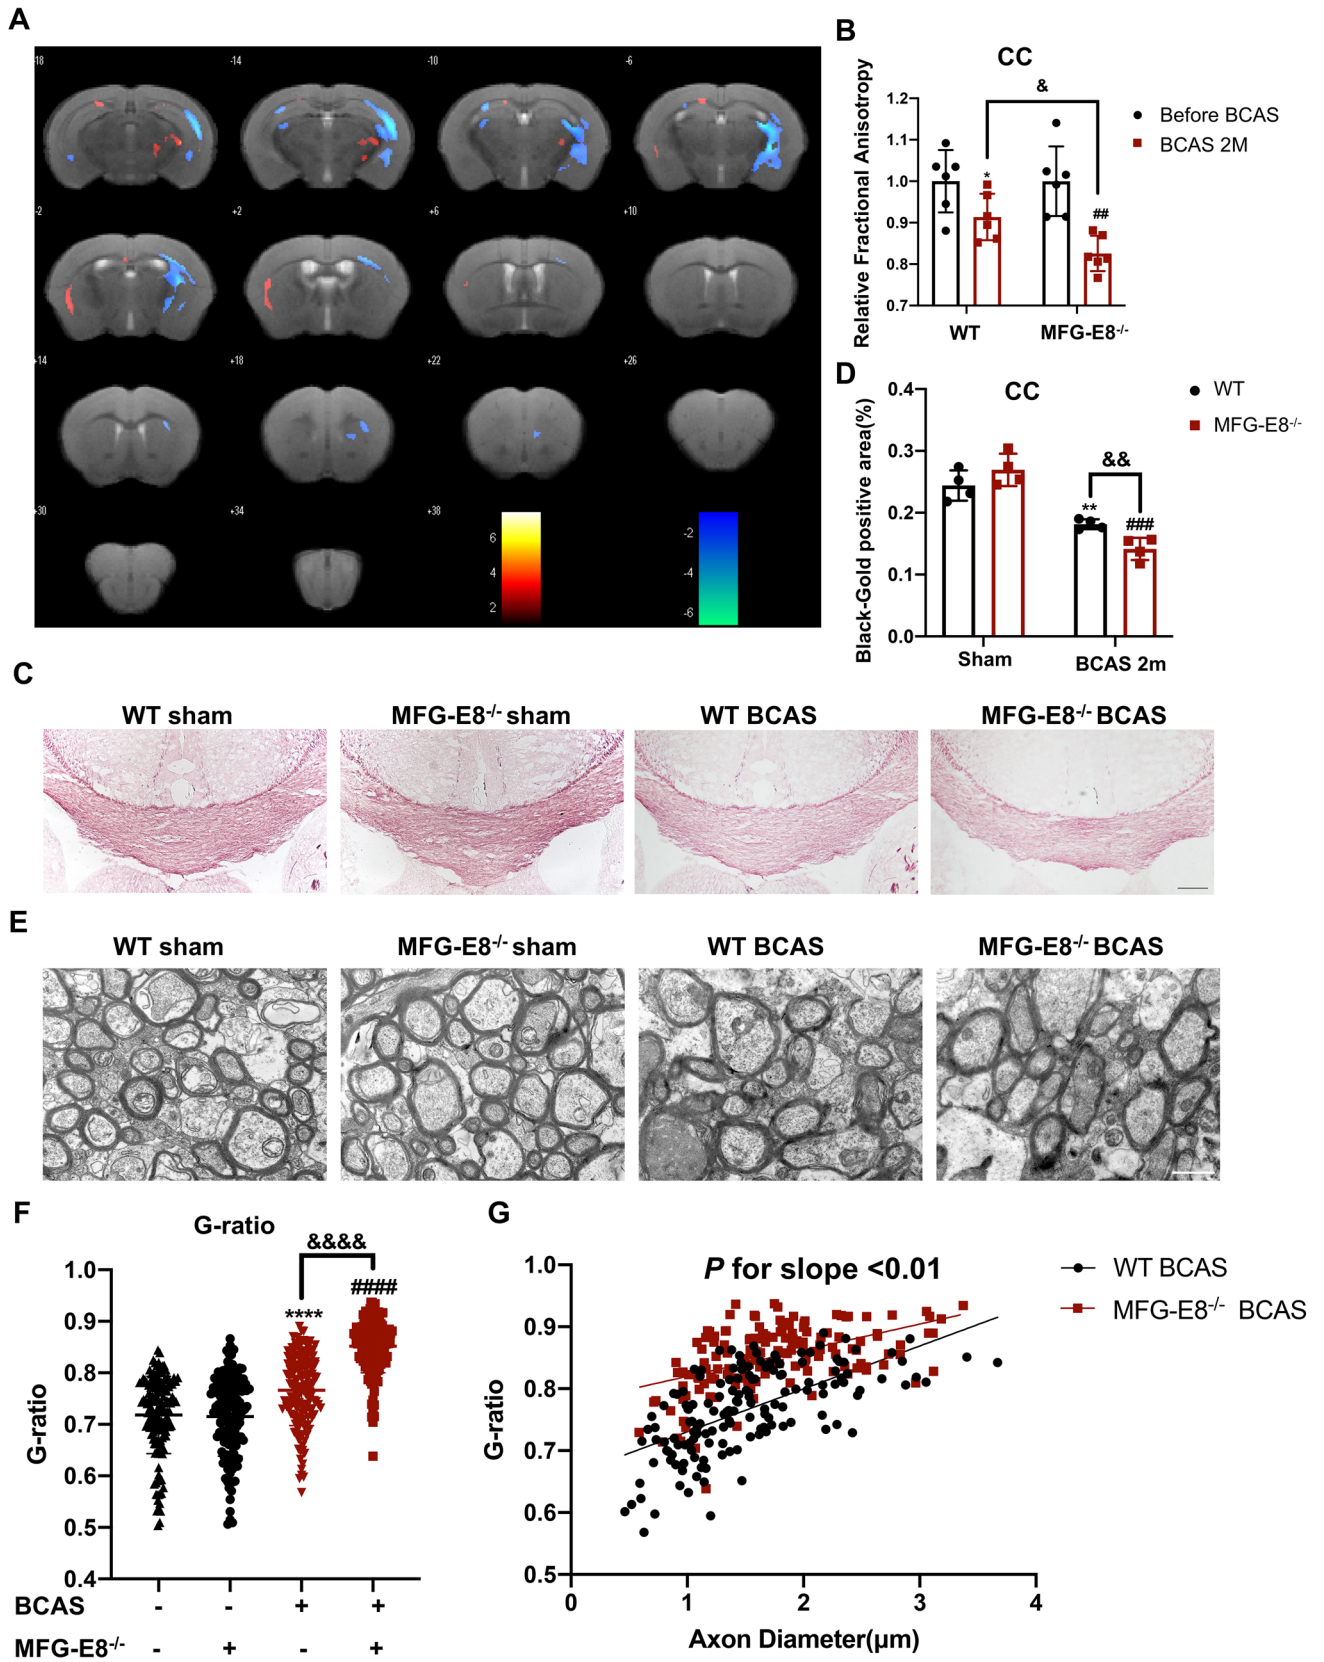 A
-18
-14
-10
-6
-2
+2
+6
+10
+14
+18
+22
+26
+30
+34
+38
6
4
2
-2
-4
-6
B
CC
&
Relative Fractional Anisotropy
1.2
1.1
1.0
0.9
0.8
0.7
*
##
WT
MFG-E8-/-
Before BCAS
BCAS 2M
D
CC
Black-Gold positive area(%)
0.4
0.3
0.2
0.1
0.0
&&
**
###
Sham
BCAS 2m
WT
MFG-E8-/-
C
WT sham
MFG-E8-/- sham
WT BCAS
MFG-E8-/- BCAS
E
WT sham
MFG-E8-/- sham
WT BCAS
MFG-E8-/- BCAS
F
G-ratio
&&&&
****
####
G-ratio
1.0
0.9
0.8
0.7
0.6
0.5
0.4
BCAS - - + +
MFG-E8-/- - + - +
G
P for slope <0.01
G-ratio
1.0
0.9
0.8
0.7
0.6
0.5
0 1 2 3 4
Axon Diameter(μm)
WT BCAS
MFG-E8-/- BCAS